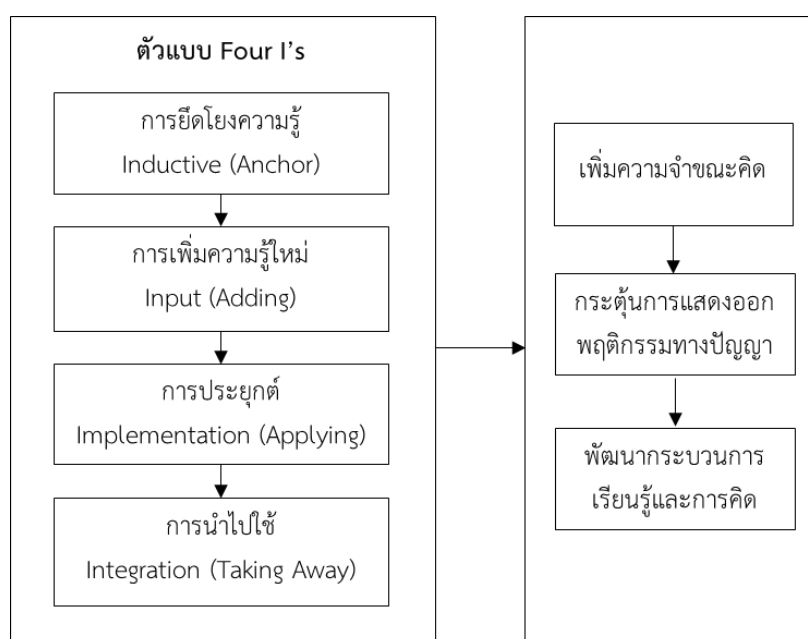 ตัวแบบ Four I's
การยึดโยงความรู้
Inductive (Anchor)
การเพิ่มความรู้ใหม่
Input (Adding)
การประยุกต์
Implementation (Applying)
การนำไปใช้
Integration (Taking Away)
เพิ่มความจำขณะคิด
กระตุ้นการแสดงออก
พฤติกรรมทางปัญญา
พัฒนากระบวนการ
เรียนรู้และการคิด